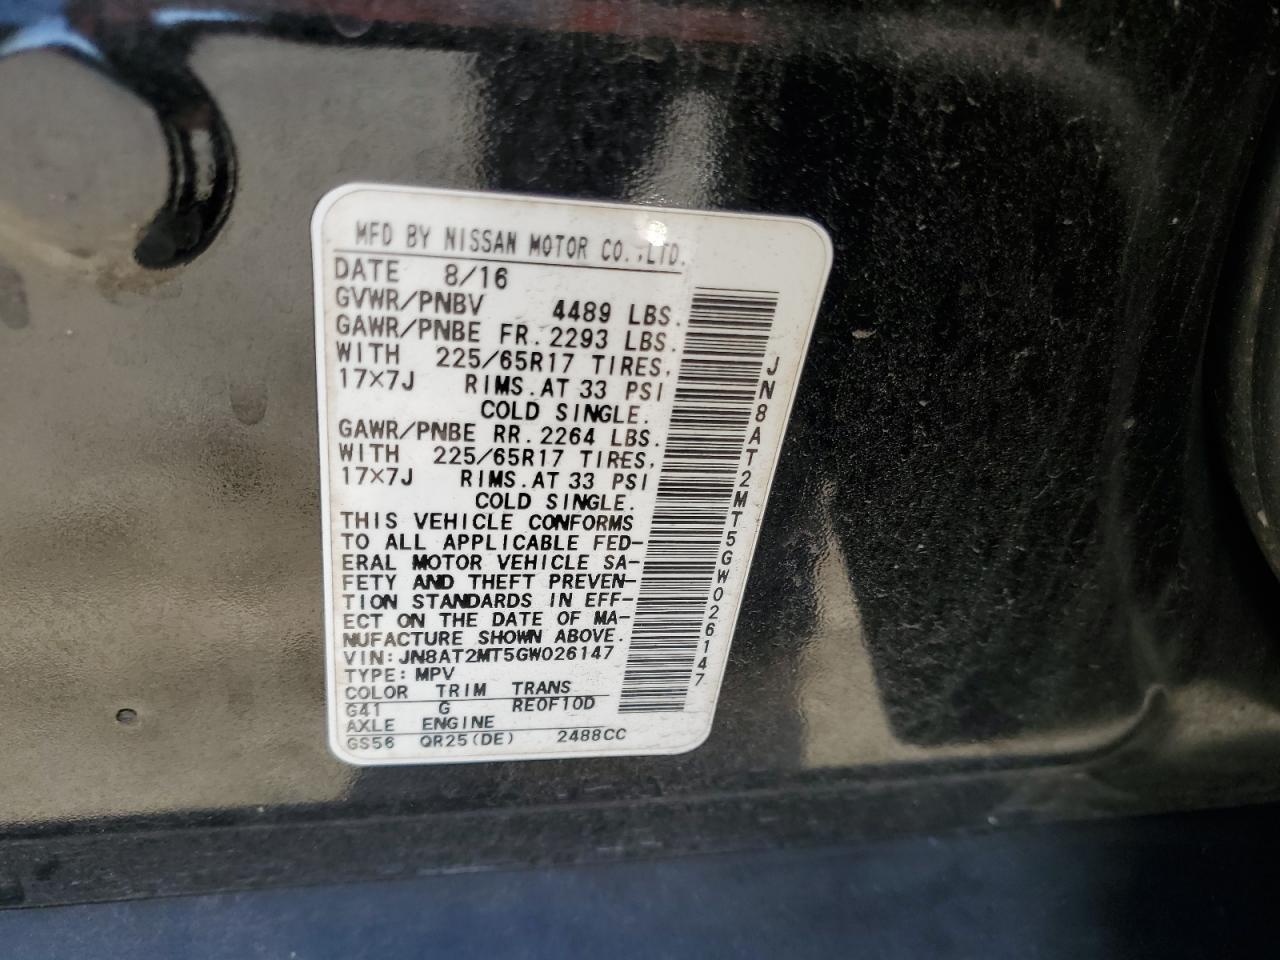 MFD BY NISSAN MOTOR CO.,LTD.
DATE 8/16
GVWR/PNBV 4489 LBS.
GAWR/PNBE FR.2293 LBS.
WITH 225/65R17 TIRES,
17×7J RIMS.AT 33 PSI
COLD SINGLE.
GAWR/PNBE RR.2264 LBS.
WITH 225/65R17 TIRES,
17×7J RIMS.AT 33 PSI
COLD SINGLE.
THIS VEHICLE CONFORMS
TO ALL APPLICABLE FED-
ERAL MOTOR VEHICLE SA-
FETY AND THEFT PREVEN-
TION STANDARDS IN EFF-
ECT ON THE DATE OF MA-
NUFACTURE SHOWN ABOVE.
VIN:JN8AT2MT5GW026147
TYPE:MPV
COLOR TRIM TRANS
G41 G RE0F10D
AXLE ENGINE
GS56 QR25(DE) 2488CC
JN8AT2MT5GW026147